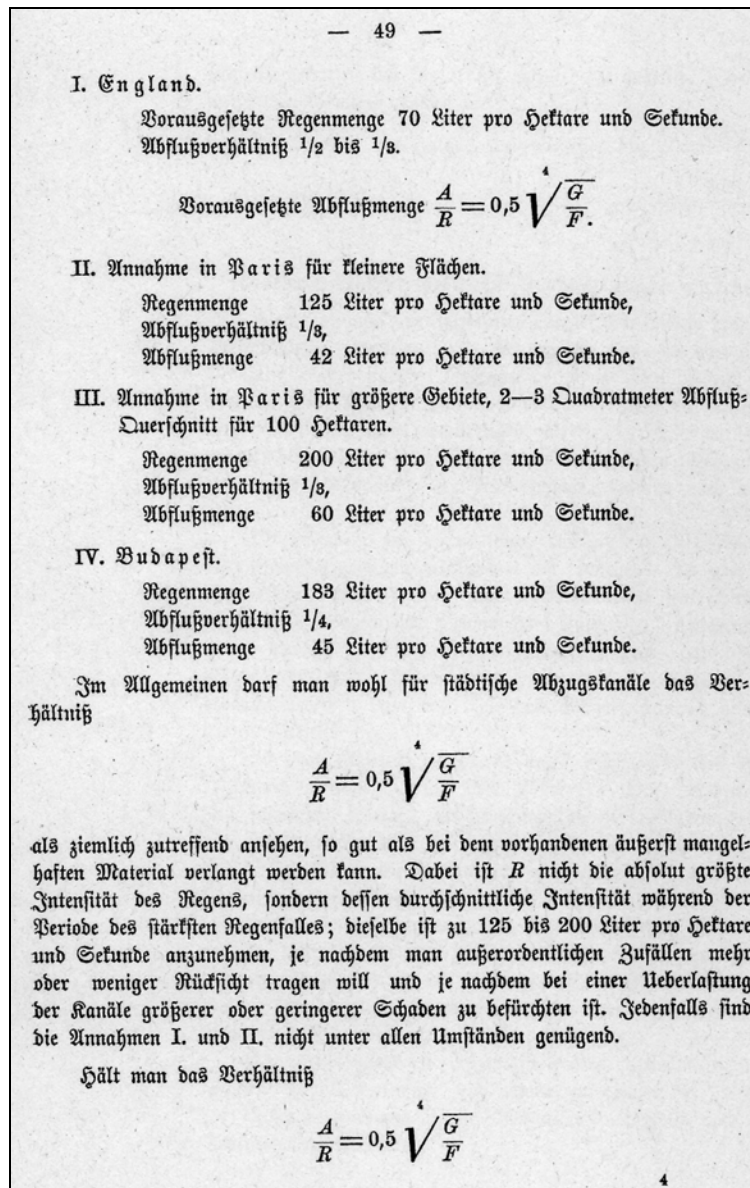 — 49 —
I. England.
Vorausgesetzte Regenmenge 70 Liter pro Hektare und Sekunde.
Abflußverhältniß 1/2 bis 1/3.
Vorausgesetzte Abflußmenge A/R = 0,5 ⁴√(G/F).
II. Annahme in Paris für kleinere Flächen.
Regenmenge 125 Liter pro Hektare und Sekunde,
Abflußverhältniß 1/3,
Abflußmenge 42 Liter pro Hektare und Sekunde.
III. Annahme in Paris für größere Gebiete, 2—3 Quadratmeter Abfluß-
Querschnitt für 100 Hektaren.
Regenmenge 200 Liter pro Hektare und Sekunde,
Abflußverhältniß 1/3,
Abflußmenge 60 Liter pro Hektare und Sekunde.
IV. Budapest.
Regenmenge 183 Liter pro Hektare und Sekunde,
Abflußverhältniß 1/4,
Abflußmenge 45 Liter pro Hektare und Sekunde.
Im Allgemeinen darf man wohl für städtische Abzugskanäle das Ver-
hältniß
A/R = 0,5 ⁴√(G/F)
als ziemlich zutreffend ansehen, so gut als bei dem vorhandenen äußerst mangel-
haften Material verlangt werden kann. Dabei ist R nicht die absolut größte
Intensität des Regens, sondern dessen durchschnittliche Intensität während der
Periode des stärksten Regenfalles; dieselbe ist zu 125 bis 200 Liter pro Hektare
und Sekunde anzunehmen, je nachdem man außerordentlichen Zufällen mehr
oder weniger Rücksicht tragen will und je nachdem bei einer Ueberlastung
der Kanäle größerer oder geringerer Schaden zu befürchten ist. Jedenfalls sind
die Annahmen I. und II. nicht unter allen Umständen genügend.
Hält man das Verhältniß
A/R = 0,5 ⁴√(G/F)
4